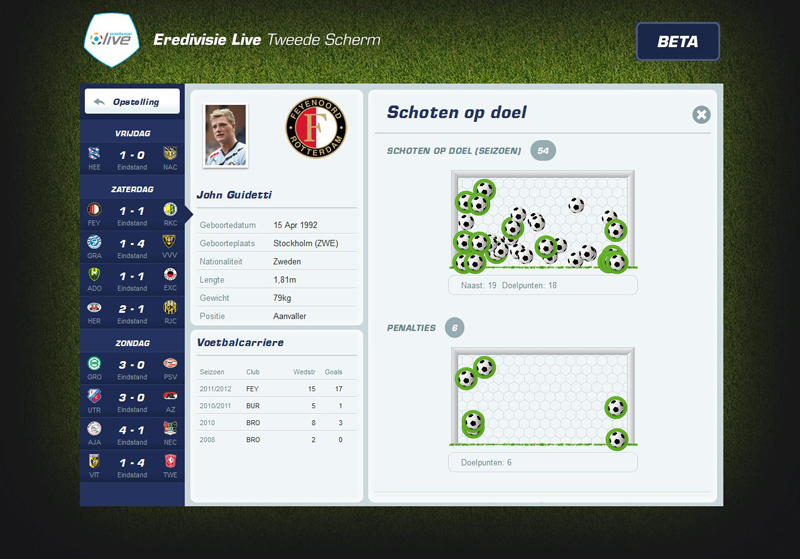 eredivisie live
Eredivisie Live Tweede Scherm
BETA
Opstelling
VRIJDAG
1 - 0
HEE Eindstand NAC
ZATERDAG
1 - 1
FEY Eindstand RKC
1 - 4
GRA Eindstand VVV
1 - 1
ADO Eindstand EXC
2 - 1
HER Eindstand RJC
ZONDAG
3 - 0
GRO Eindstand PSV
3 - 0
UTR Eindstand AZ
4 - 1
AJA Eindstand NEC
1 - 4
VIT Eindstand TWE
FEYENOORD
F
ROTTERDAM
John Guidetti
Geboortedatum 15 Apr 1992
Geboorteplaats Stockholm (ZWE)
Nationaliteit Zweden
Lengte 1,81m
Gewicht 79kg
Positie Aanvaller
Voetbalcarriere
Seizoen Club Wedstr Goals
2011/2012 FEY 15 17
2010/2011 BUR 5 1
2010 BRO 8 3
2008 BRO 2 0
Schoten op doel
SCHOTEN OP DOEL (SEIZOEN) 54
Naast: 19 Doelpunten: 18
PENALTIES 6
Doelpunten: 6